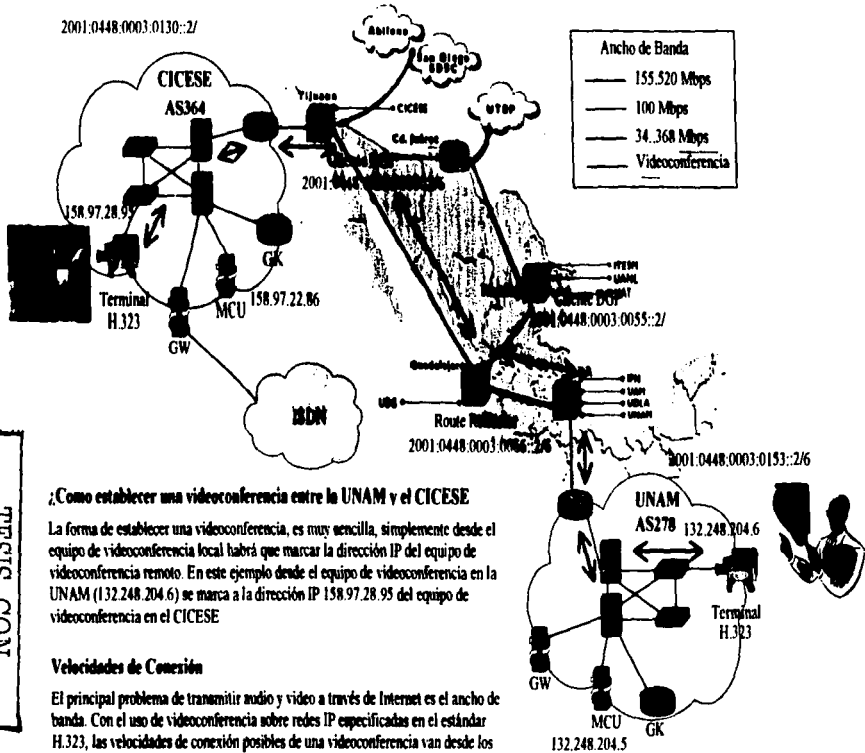 2001:0448:0003:0130::2/
Abilene
San Diego
SDSC
CICESE
AS364
Tijuana
CICESE
UTEP
Cd. Juárez
Ancho de Banda
155.520 Mbps
100 Mbps
34..368 Mbps
Videoconferencia
158.97.28.95
Terminal
H.323
GW
MCU
158.97.22.86
GK
ISDN
ITESM
UANL
Cliente BGP
2001:0448:0003:0055::2/
Guadalajara
UDG
Route
IPN
UAM
UDLA
UNAM
2001:0448:0003:0153::2/6
¿Como establecer una videoconferencia entre la UNAM y el CICESE
La forma de establecer una videoconferencia, es muy sencilla, simplemente desde el
equipo de videoconferencia local habrá que marcar la dirección IP del equipo de
videoconferencia remoto. En este ejemplo desde el equipo de videoconferencia en la
UNAM (132.248.204.6) se marca a la dirección IP 158.97.28.95 del equipo de
videoconferencia en el CICESE
UNAM
AS278
132.248.204.6
Terminal
H.323
GW
MCU
132.248.204.5
GK
Velocidades de Conexión
El principal problema de transmitir audio y video a través de Internet es el ancho de
banda. Con el uso de videoconferencia sobre redes IP especificadas en el estándar
H.323, las velocidades de conexión posibles de una videoconferencia van desde los
TESIS CON